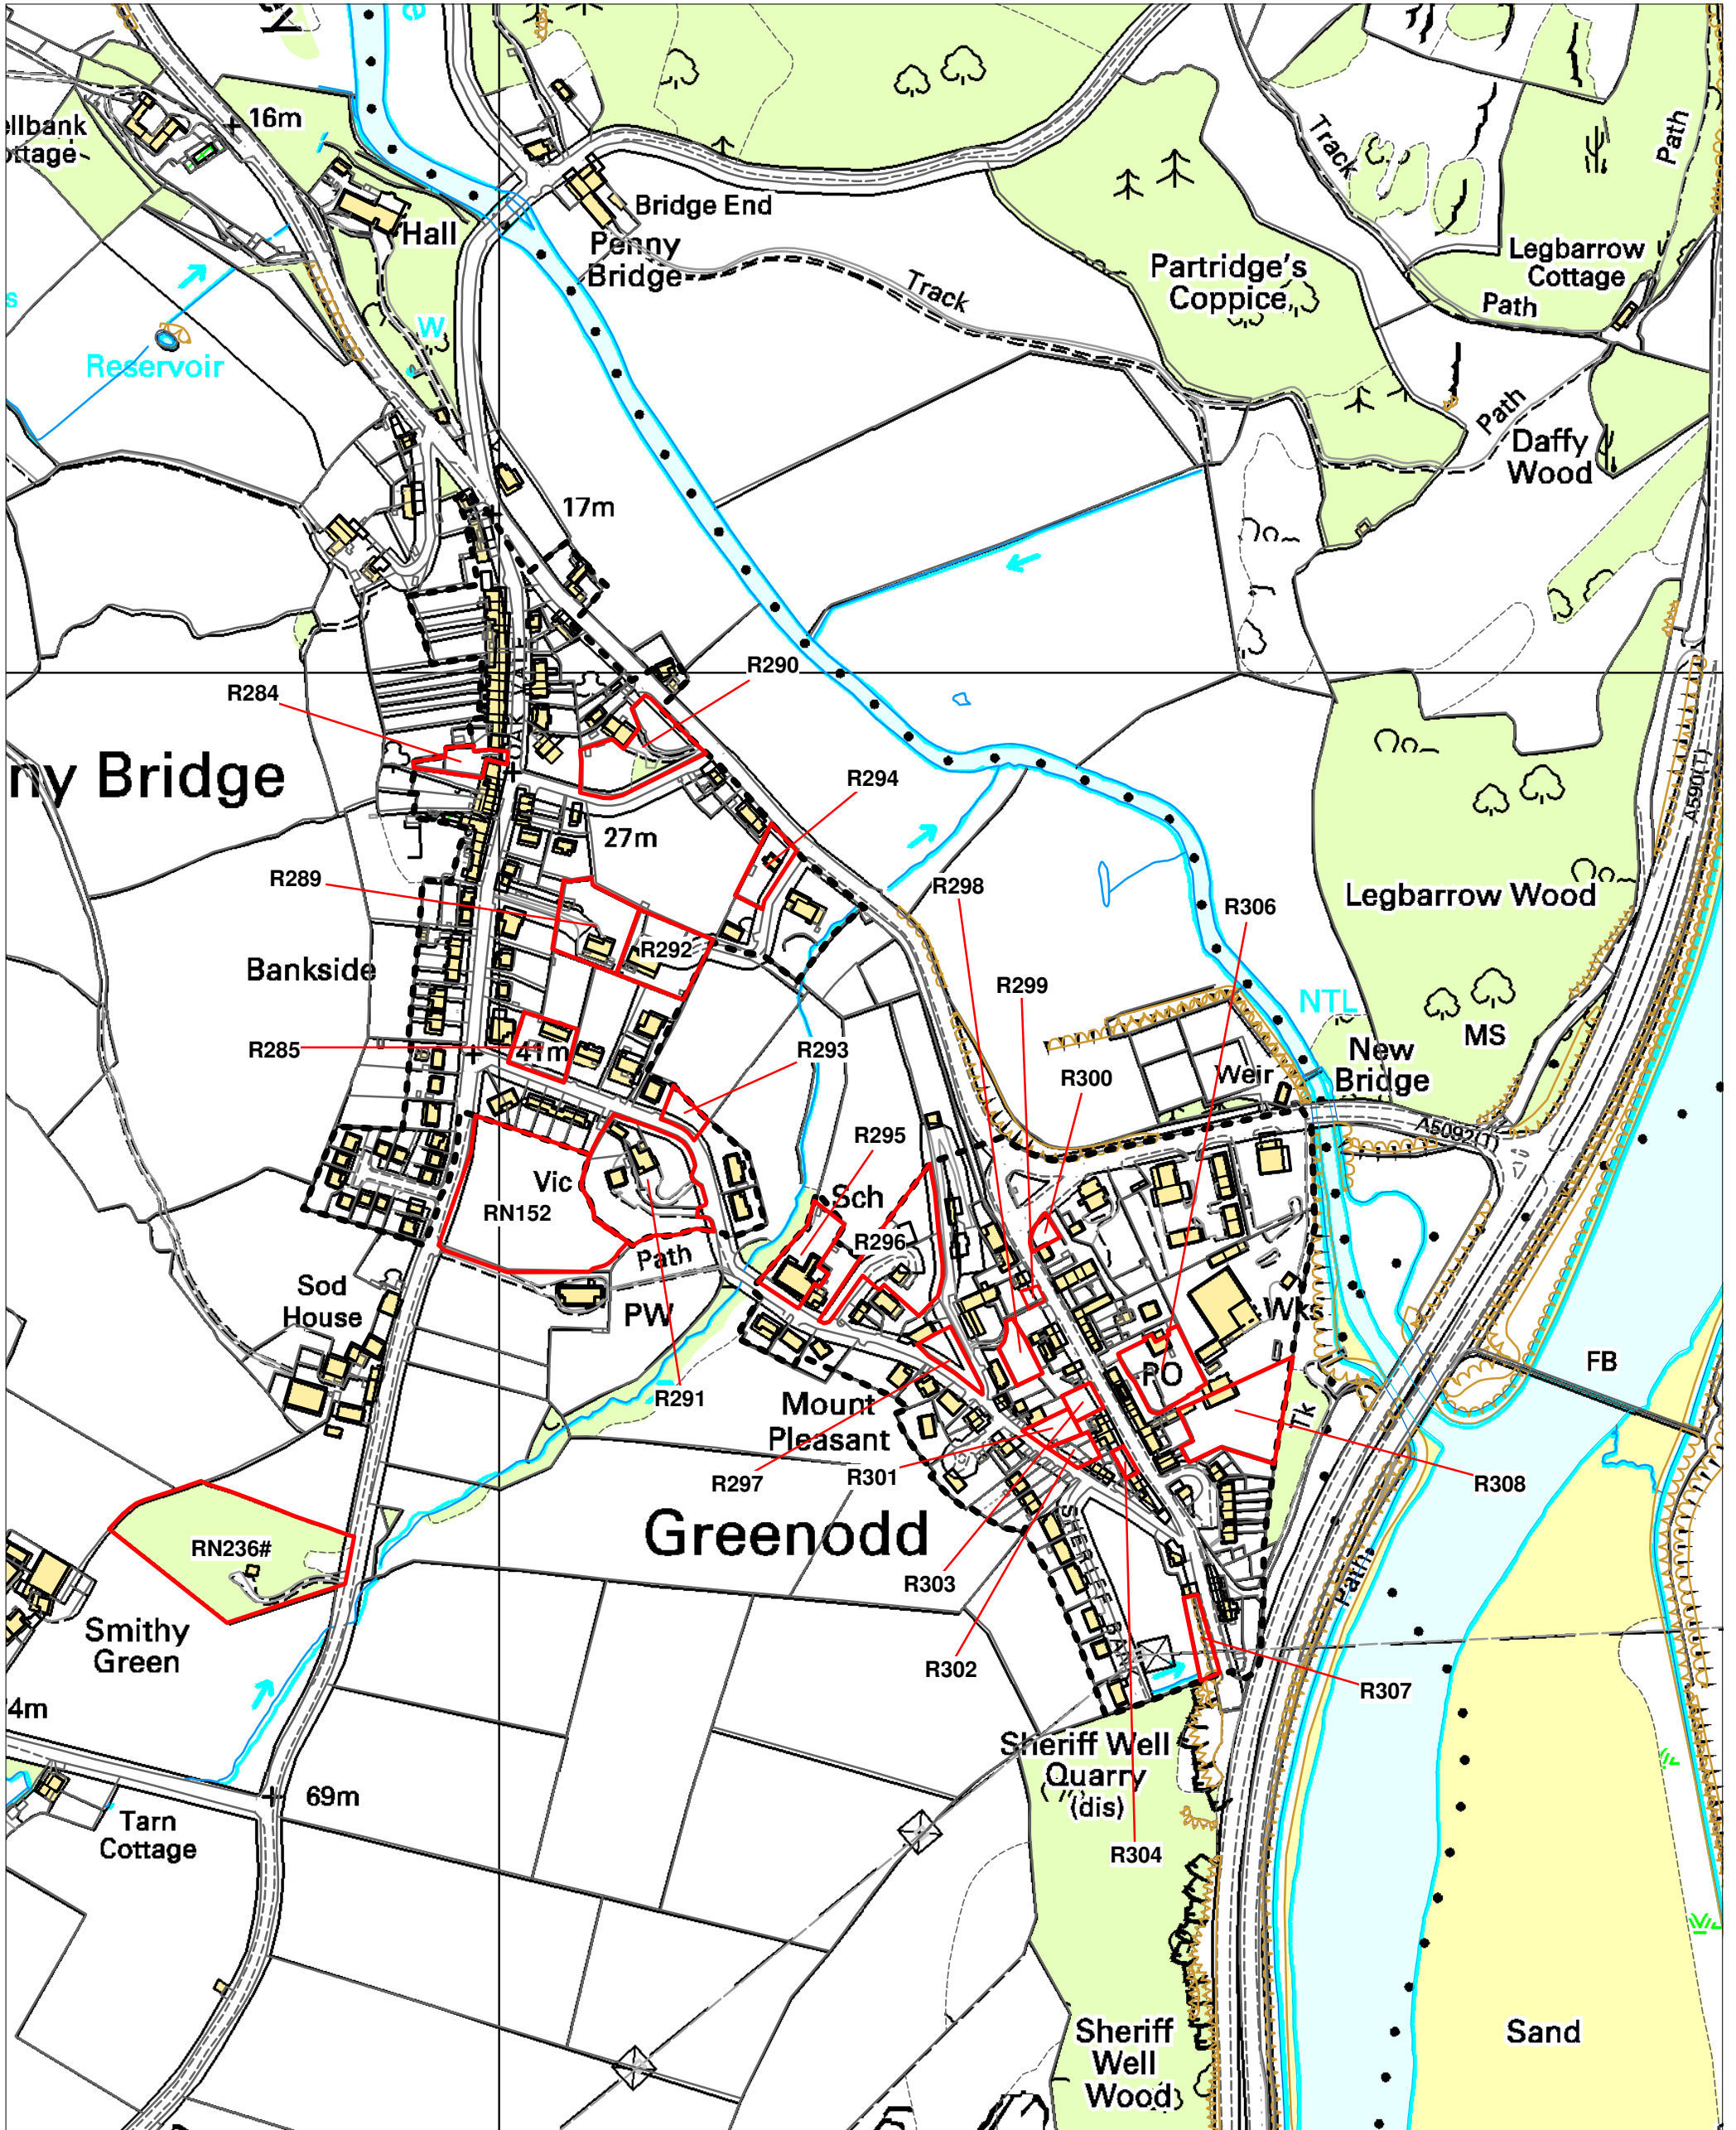 16m
Hall
Bridge End
Penny
Bridge
Track
Track
Path
Partridge's
Coppice
Legbarrow
Cottage
Path
Path
Daffy
Wood
W
Reservoir
17m
R290
R284
ny Bridge
R294
27m
R289
R292
R298
R306
Legbarrow Wood
A590(T)
Bankside
R299
NTL
MS
R285
41m
R293
R300
Weir
New
Bridge
A5092(T)
R295
Vic
RN152
Sch
R296
Path
Sod
House
PW
Wks
PO
FB
R291
Mount
Pleasant
Tk
R297
R301
R308
Greenodd
RN236#
R303
Path
Smithy
Green
R302
R307
4m
Sheriff Well
Quarry
(dis)
69m
Tarn
Cottage
R304
Sheriff
Well
Wood
Sand